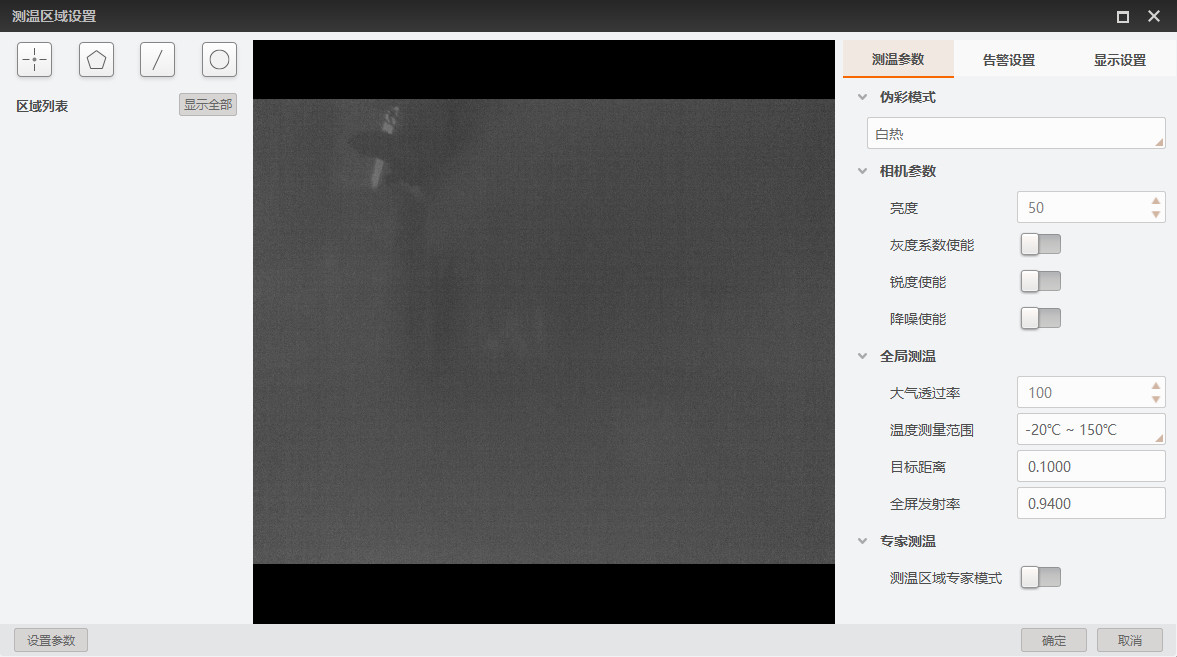 测温区域设置
区域列表
显示全部
测温参数
告警设置
显示设置
伪彩模式
白热
相机参数
亮度
50
灰度系数使能
锐度使能
降噪使能
全局测温
大气透过率
100
温度测量范围
-20℃ ~ 150℃
目标距离
0.1000
全屏发射率
0.9400
专家测温
测温区域专家模式
设置参数
确定
取消